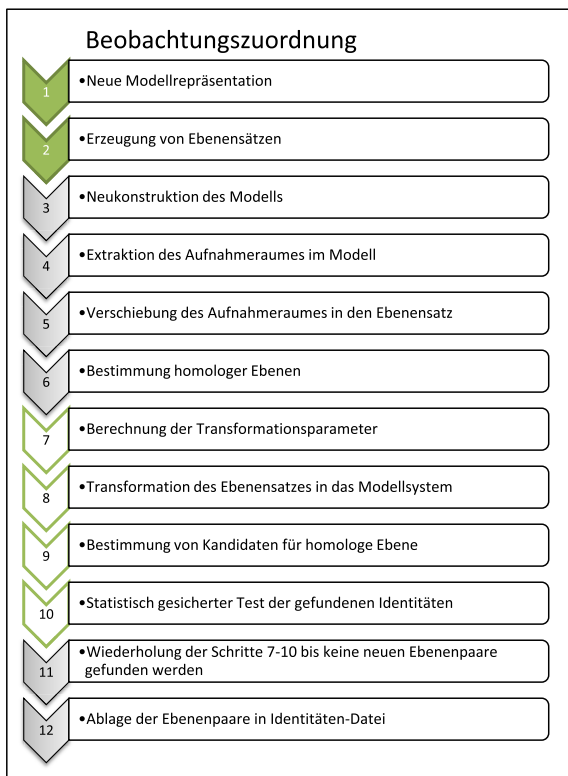 Beobachtungszuordnung
1
•Neue Modellrepräsentation
2
•Erzeugung von Ebenensätzen
3
•Neukonstruktion des Modells
4
•Extraktion des Aufnahmeraumes im Modell
5
•Verschiebung des Aufnahmeraumes in den Ebenensatz
6
•Bestimmung homologer Ebenen
7
•Berechnung der Transformationsparameter
8
•Transformation des Ebenensatzes in das Modellsystem
9
•Bestimmung von Kandidaten für homologe Ebene
10
•Statistisch gesicherter Test der gefundenen Identitäten
11
•Wiederholung der Schritte 7-10 bis keine neuen Ebenenpaare
gefunden werden
12
•Ablage der Ebenenpaare in Identitäten-Datei